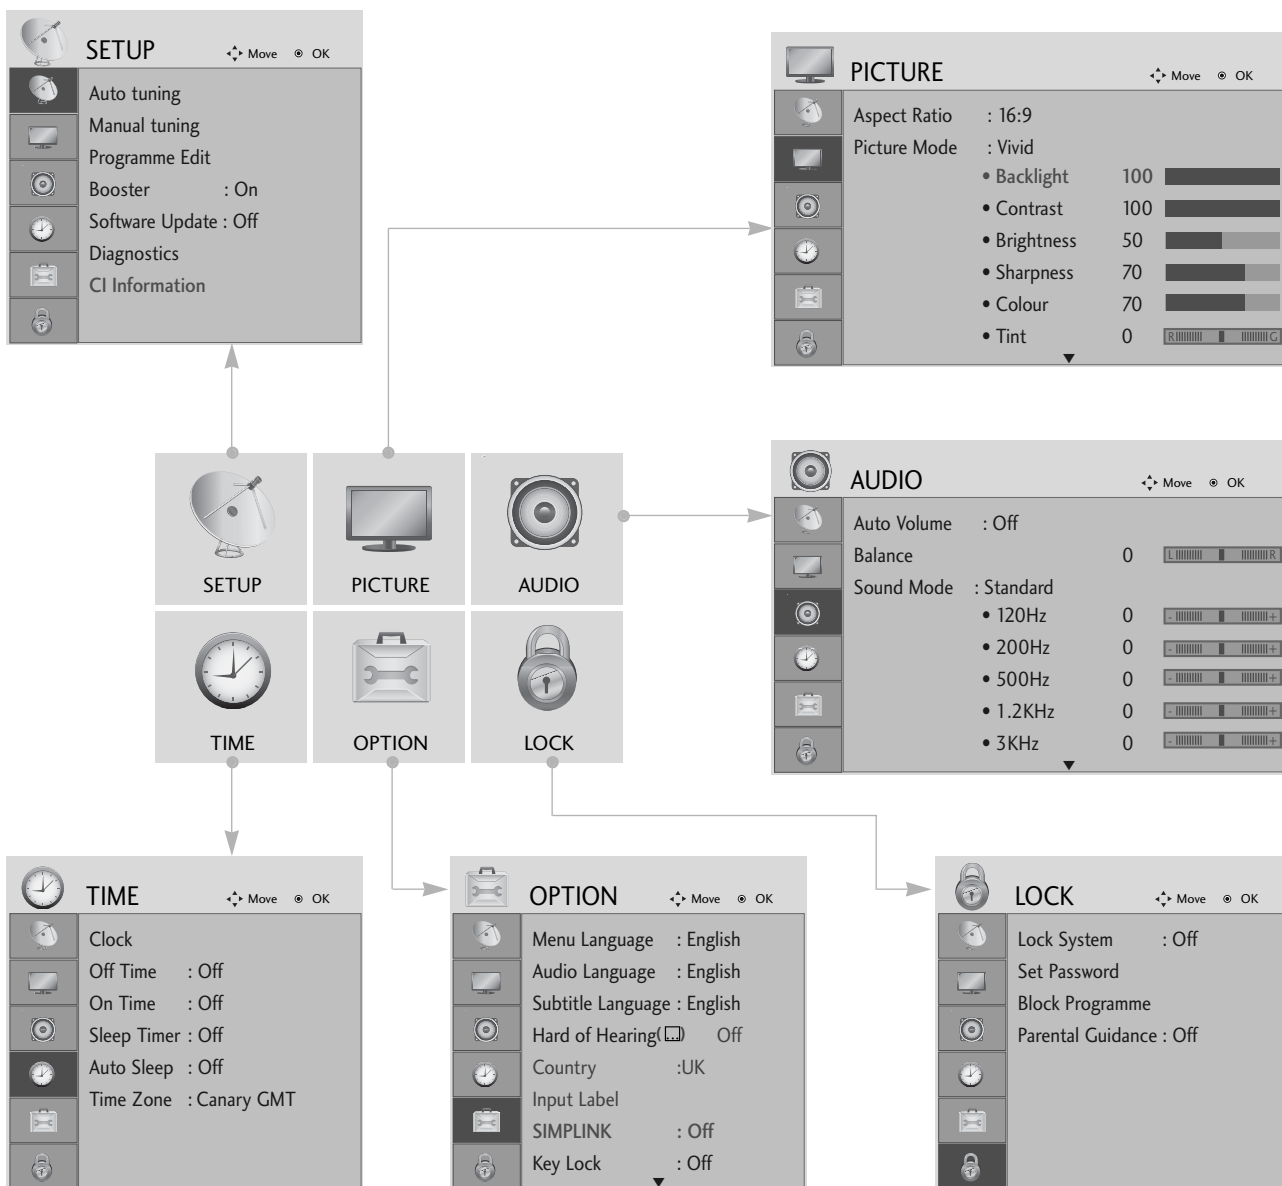 SETUP Move OK
Auto tuning
Manual tuning
Programme Edit
Booster : On
Software Update : Off
Diagnostics
CI Information
PICTURE Move OK
Aspect Ratio : 16:9
Picture Mode : Vivid
• Backlight 100
• Contrast 100
• Brightness 50
• Sharpness 70
• Colour 70
• Tint 0 R G
SETUP
PICTURE
AUDIO
TIME
OPTION
LOCK
AUDIO Move OK
Auto Volume : Off
Balance 0 L R
Sound Mode : Standard
• 120Hz 0 - +
• 200Hz 0 - +
• 500Hz 0 - +
• 1.2KHz 0 - +
• 3KHz 0 - +
TIME Move OK
Clock
Off Time : Off
On Time : Off
Sleep Timer : Off
Auto Sleep : Off
Time Zone : Canary GMT
OPTION Move OK
Menu Language : English
Audio Language : English
Subtitle Language : English
Hard of Hearing( ) Off
Country :UK
Input Label
SIMPLINK : Off
Key Lock : Off
LOCK Move OK
Lock System : Off
Set Password
Block Programme
Parental Guidance : Off